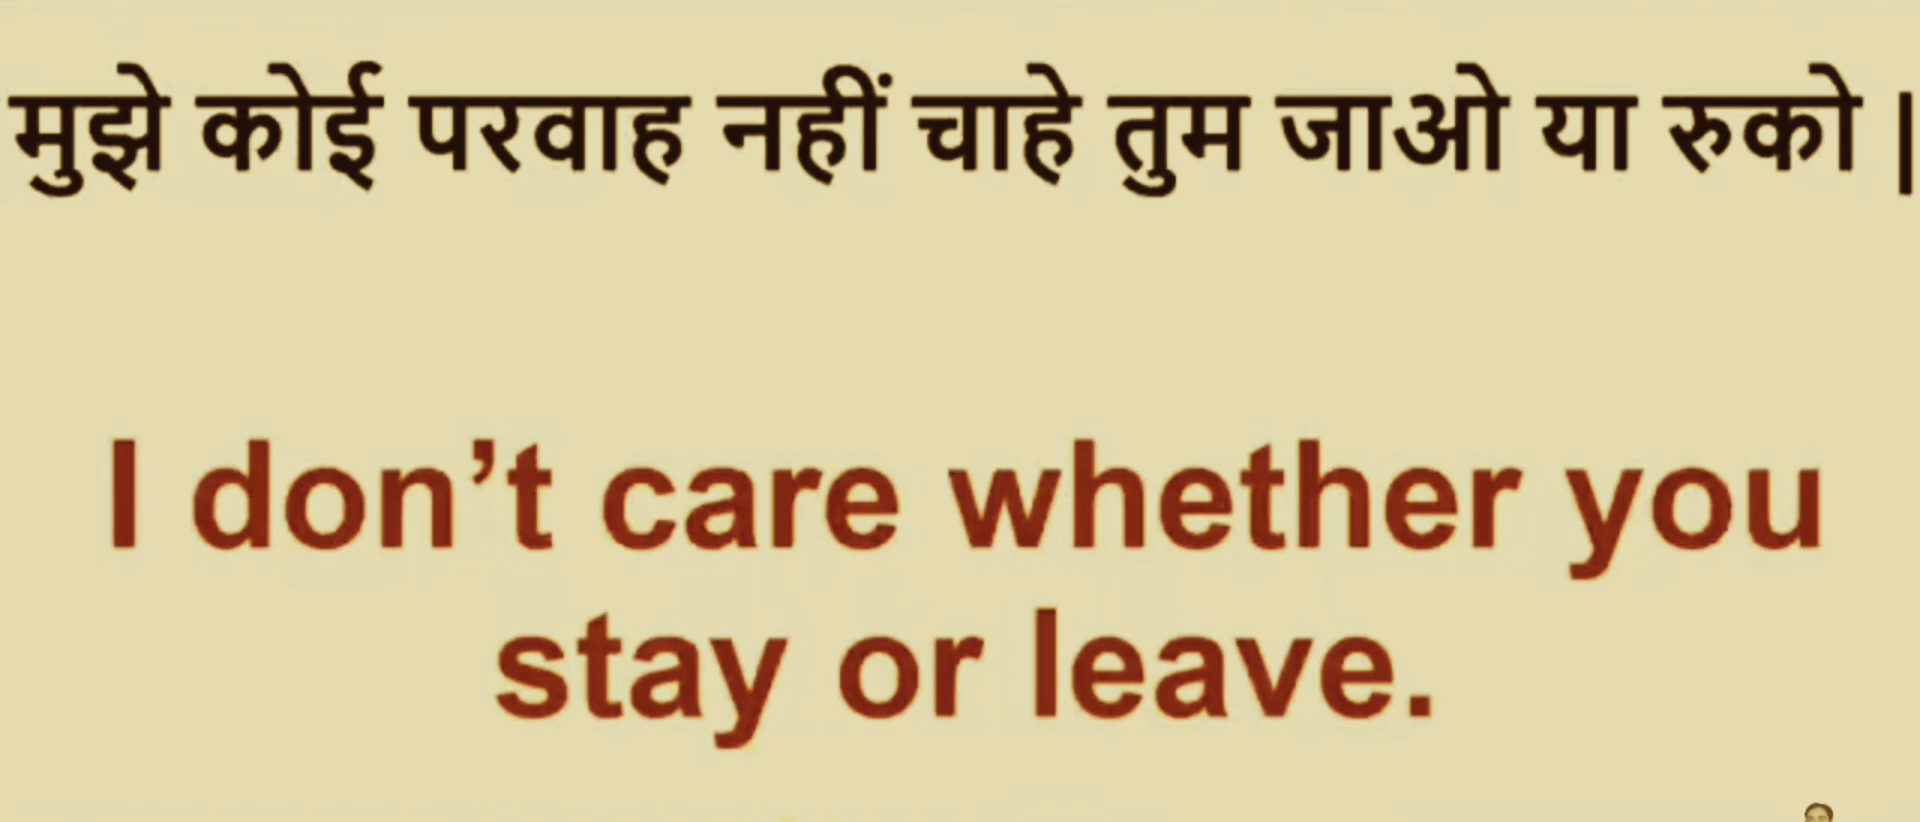 मुझे कोई परवाह नहीं चाहे तुम जाओ या रुको |
I don’t care whether you
stay or leave.